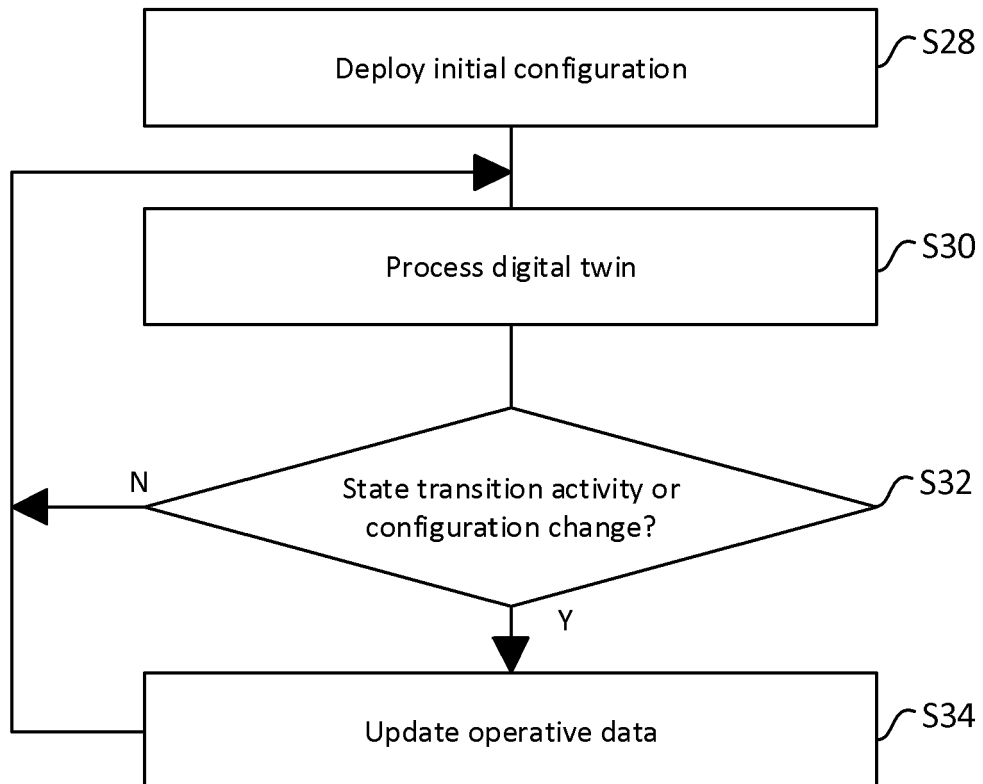 Deploy initial configuration
S28
Process digital twin
S30
State transition activity or
configuration change?
S32
N
Y
Update operative data
S34